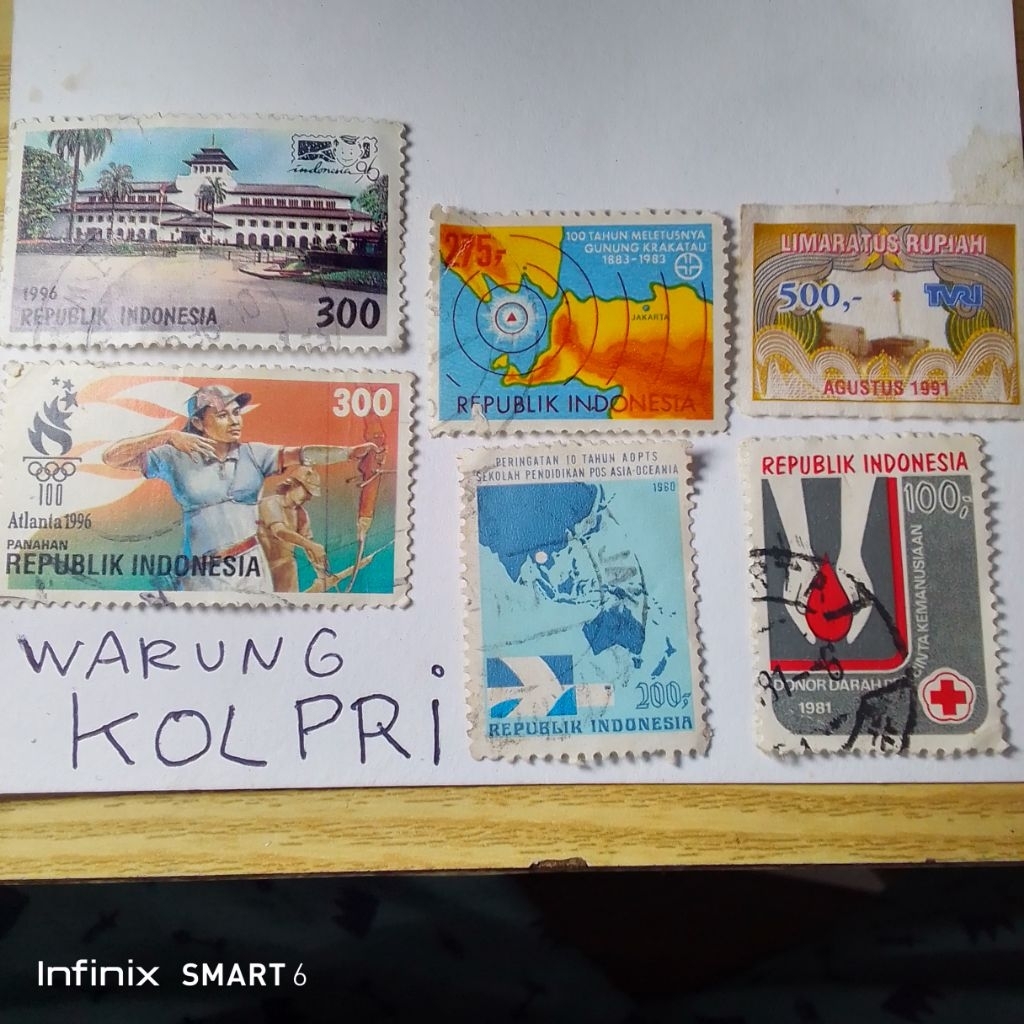 indonesia 96
1996
REPUBLIK INDONESIA
300
300
100
Atlanta 1996
PANAHAN
REPUBLIK INDONESIA
275,-
100 TAHUN MELETUSNYA
GUNUNG KRAKATAU
1883-1983
JAKARTA
REPUBLIK INDONESIA
LIMARATUS RUPIAH
500,-
TVRI
AGUSTUS 1991
PERINGATAN 10 TAHUN AOPTS
SEKOLAH PENDIDIKAN POS ASIA-OCEANIA
1980
200,-
REPUBLIK INDONESIA
REPUBLIK INDONESIA
100,-
CINTA KEMANUSIAAN
DONOR DARAH
1981
WARUNG
KOLPRi
Infinix SMART 6